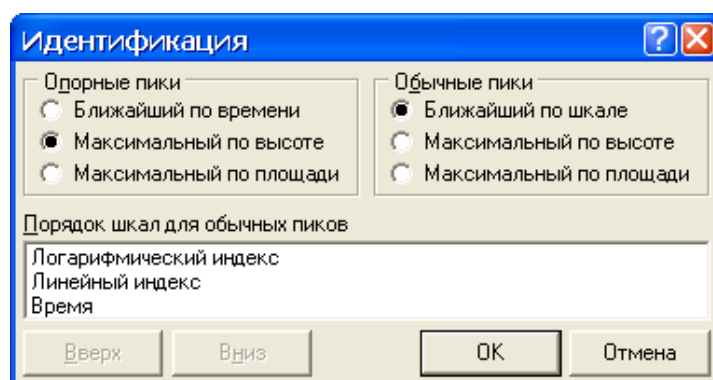 Идентификация
Опорные пики
Ближайший по времени
Максимальный по высоте
Максимальный по площади
Обычные пики
Ближайший по шкале
Максимальный по высоте
Максимальный по площади
Порядок шкал для обычных пиков
Логарифмический индекс
Линейный индекс
Время
Вверх
Вниз
OK
Отмена